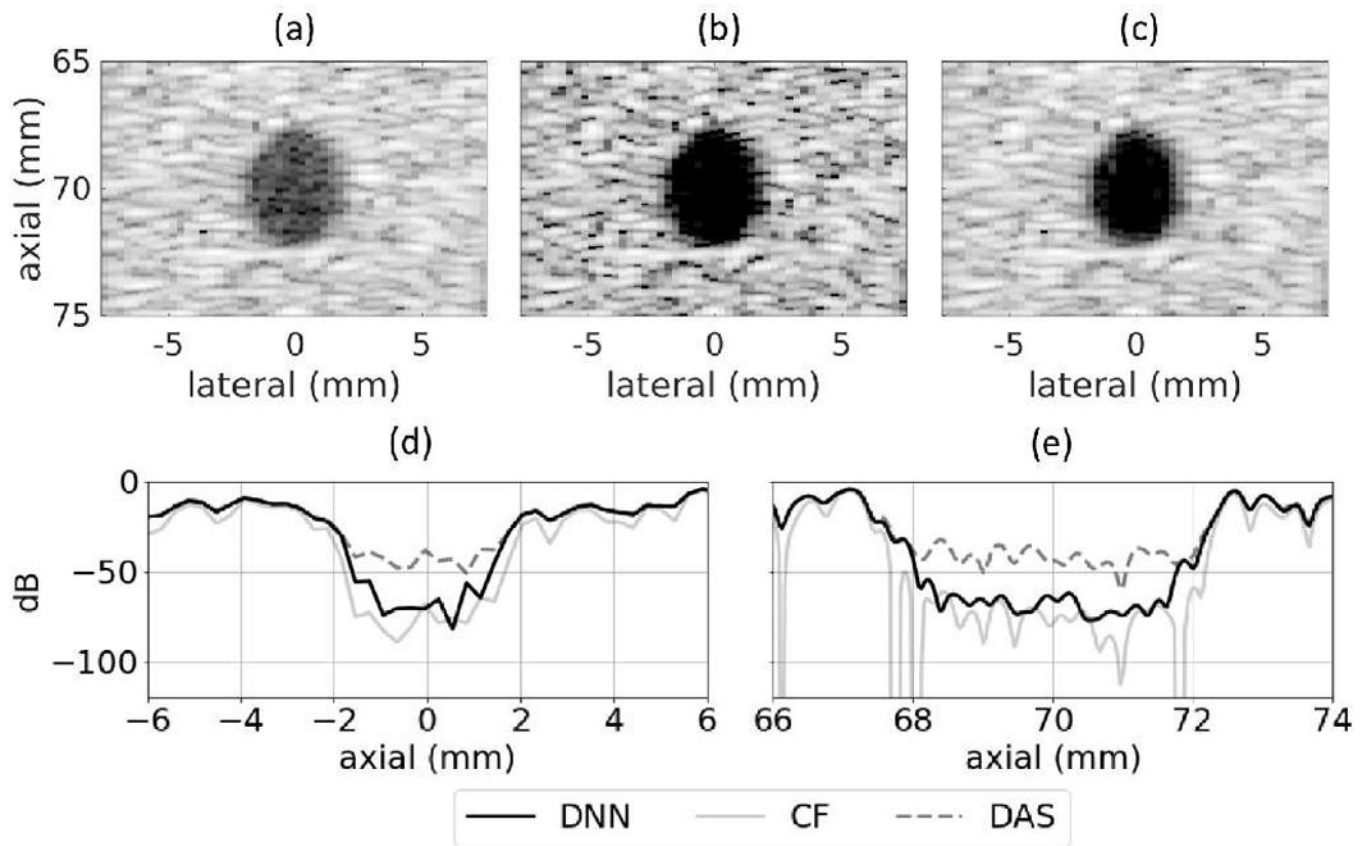 (a) (b) (c)
65
70
75
axial (mm)
-5 0 5 -5 0 5 -5 0 5
lateral (mm) lateral (mm) lateral (mm)
(d) (e)
0
−50
−100
dB
−6 −4 −2 0 2 4 6 66 68 70 72 74
axial (mm) axial (mm)
DNN CF DAS